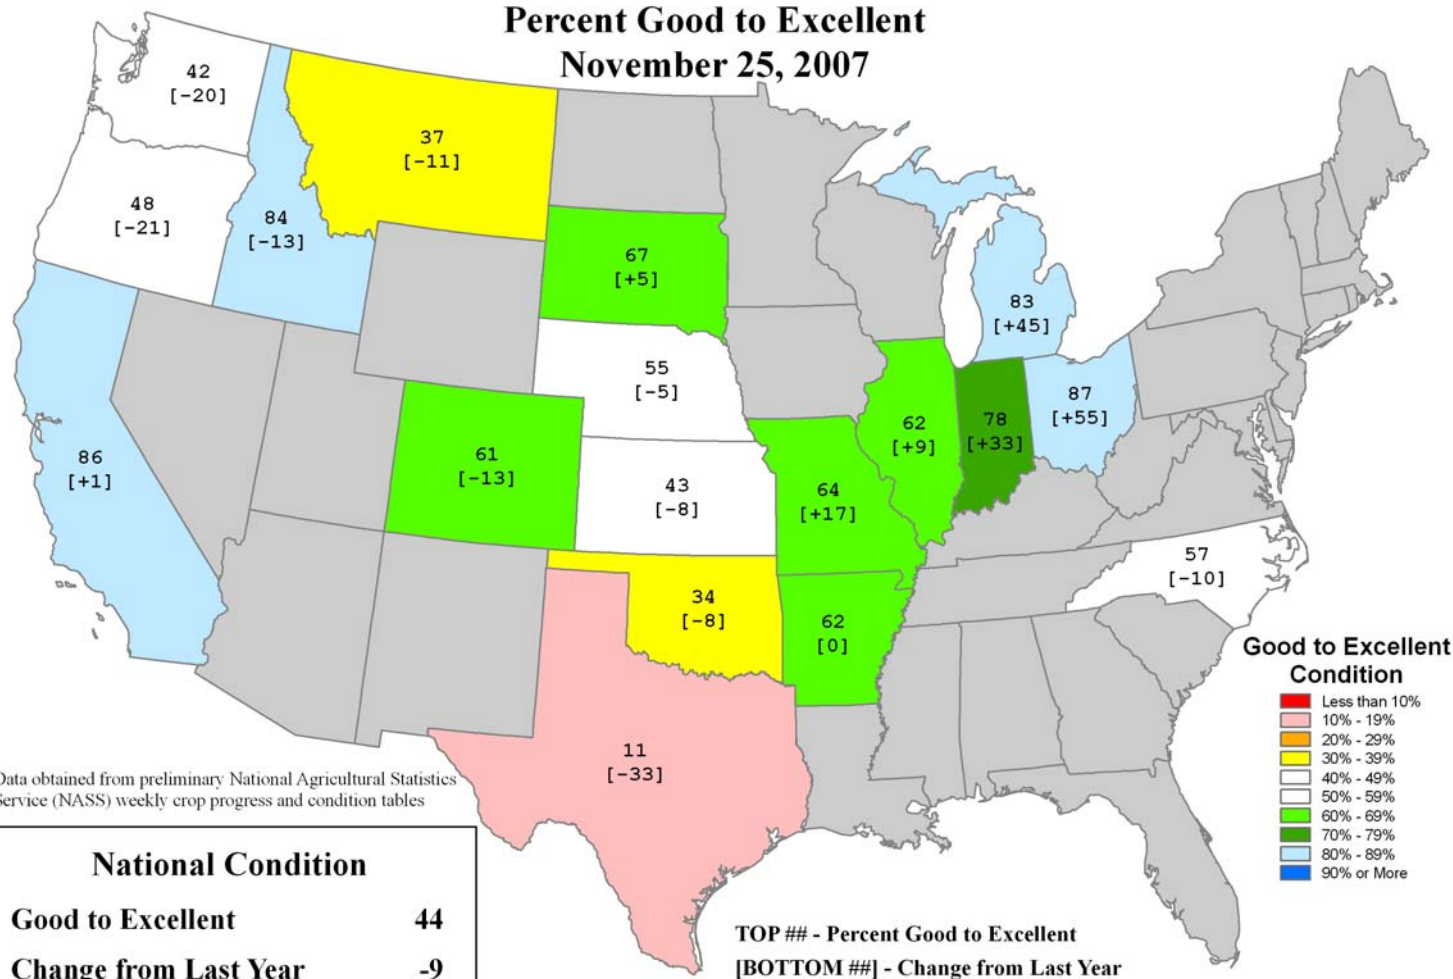 Percent Good to Excellent
November 25, 2007
42
[-20]
37
[-11]
48
[-21]
84
[-13]
67
[+5]
83
[+45]
55
[-5]
87
[+55]
86
[+1]
61
[-13]
62
[+9]
78
[+33]
43
[-8]
64
[+17]
57
[-10]
34
[-8]
62
[0]
11
[-33]
Good to Excellent
Condition
Less than 10%
10% - 19%
20% - 29%
30% - 39%
40% - 49%
50% - 59%
60% - 69%
70% - 79%
80% - 89%
90% or More
Data obtained from preliminary National Agricultural Statistics
Service (NASS) weekly crop progress and condition tables
National Condition
Good to Excellent 44
Change from Last Year -9
TOP ## - Percent Good to Excellent
[BOTTOM ##] - Change from Last Year